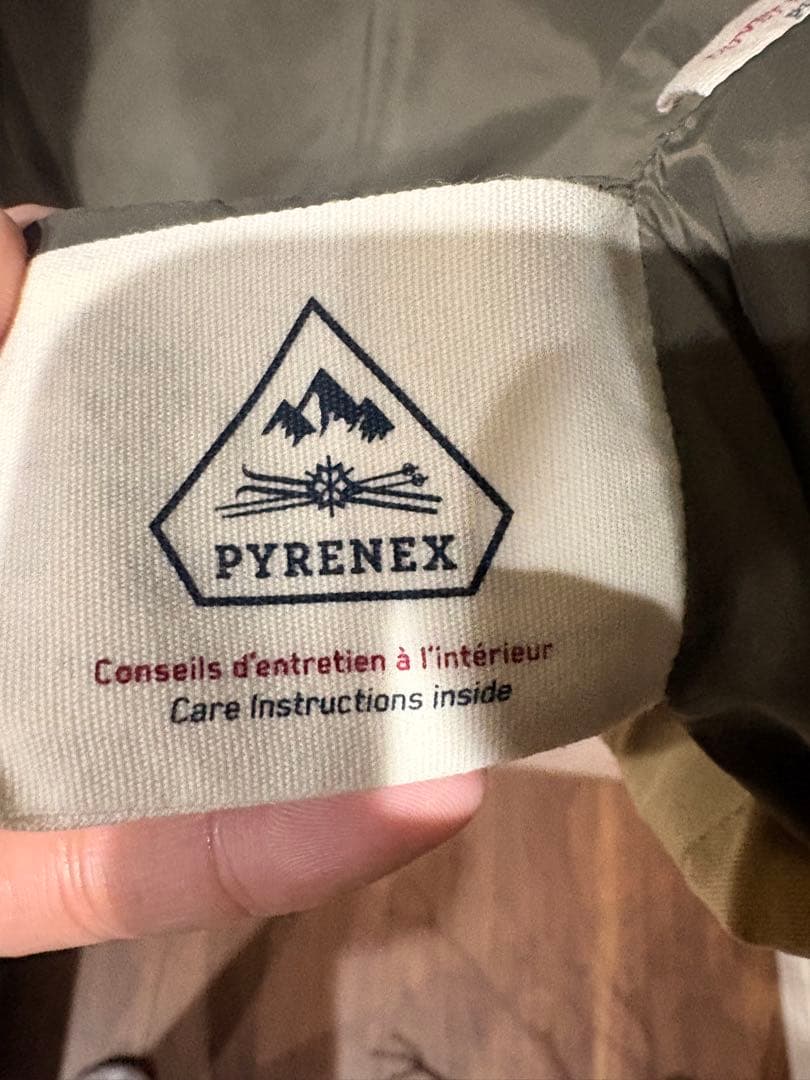 PYRENEX
Conseils d'entretien à l'intérieur
Care Instructions inside